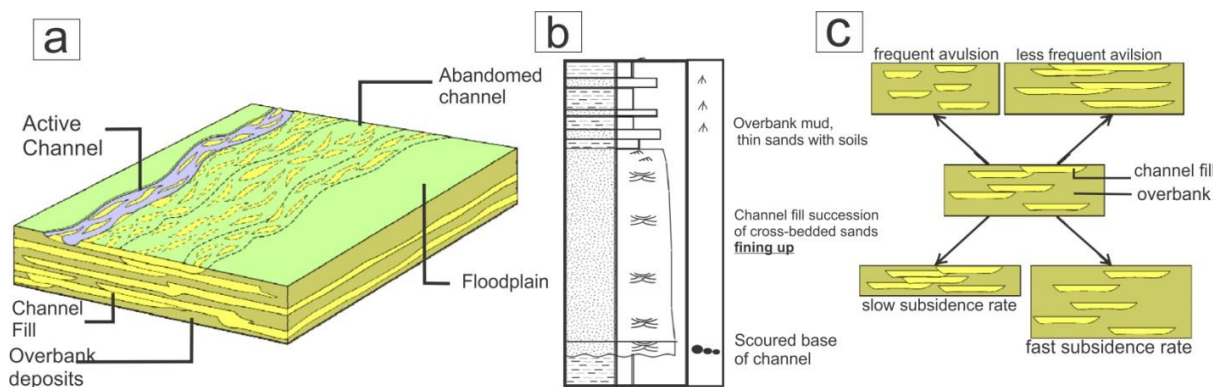 a
Active
Channel
Abandomed
channel
Floodplain
Channel
Fill
Overbank
deposits
b
Overbank mud,
thin sands with soils
Channel fill succession
of cross-bedded sands
fining up
Scoured base
of channel
c
frequent avulsion
less frequent avilsion
channel fill
overbank
slow subsidence rate
fast subsidence rate